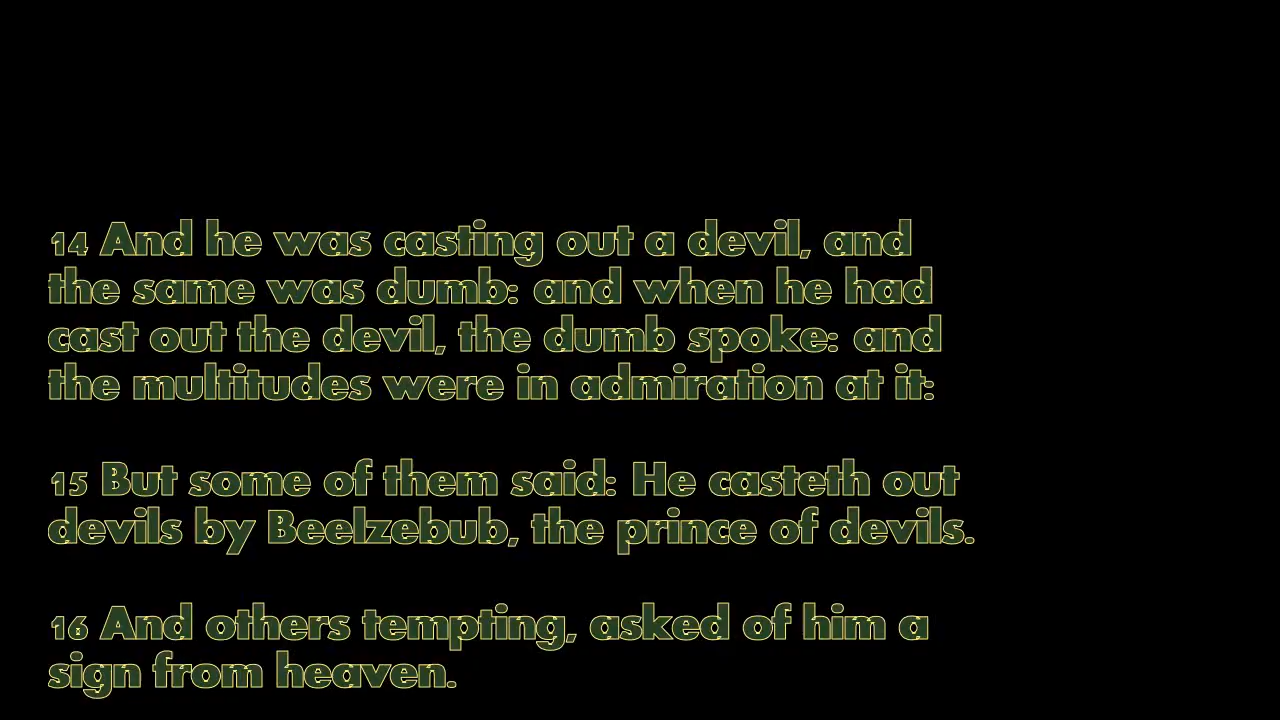 14 And he was casting out a devil, and
the same was dumb: and when he had
cast out the devil, the dumb spoke: and
the multitudes were in admiration at it:
15 But some of them said: He casteth out
devils by Beelzebub, the prince of devils.
16 And others tempting, asked of him a
sign from heaven.